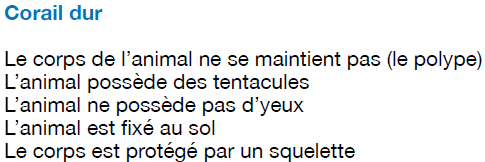 Corail dur
Le corps de l’animal ne se maintient pas (le polype)
L’animal possède des tentacules
L’animal ne possède pas d’yeux
L’animal est fixé au sol
Le corps est protégé par un squelette